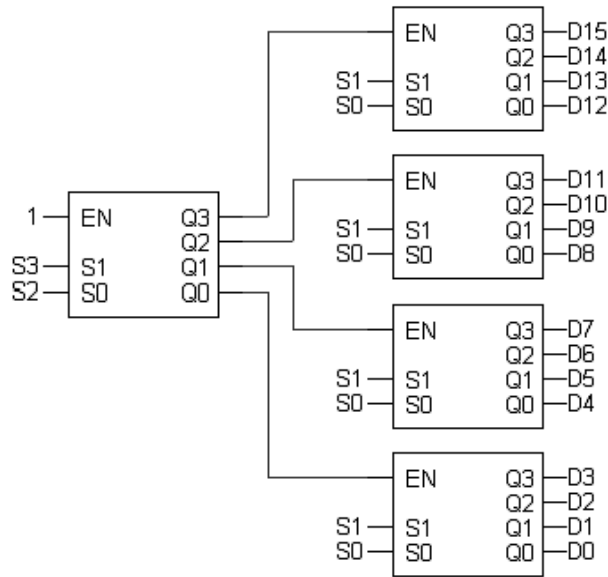 EN Q3 D15
Q2 D14
S1 S1 Q1 D13
S0 S0 Q0 D12
EN Q3 D11
Q2 D10
S1 S1 Q1 D9
S0 S0 Q0 D8
1 EN Q3
Q2
S3 S1 Q1
S2 S0 Q0
EN Q3 D7
Q2 D6
S1 S1 Q1 D5
S0 S0 Q0 D4
EN Q3 D3
Q2 D2
S1 S1 Q1 D1
S0 S0 Q0 D0